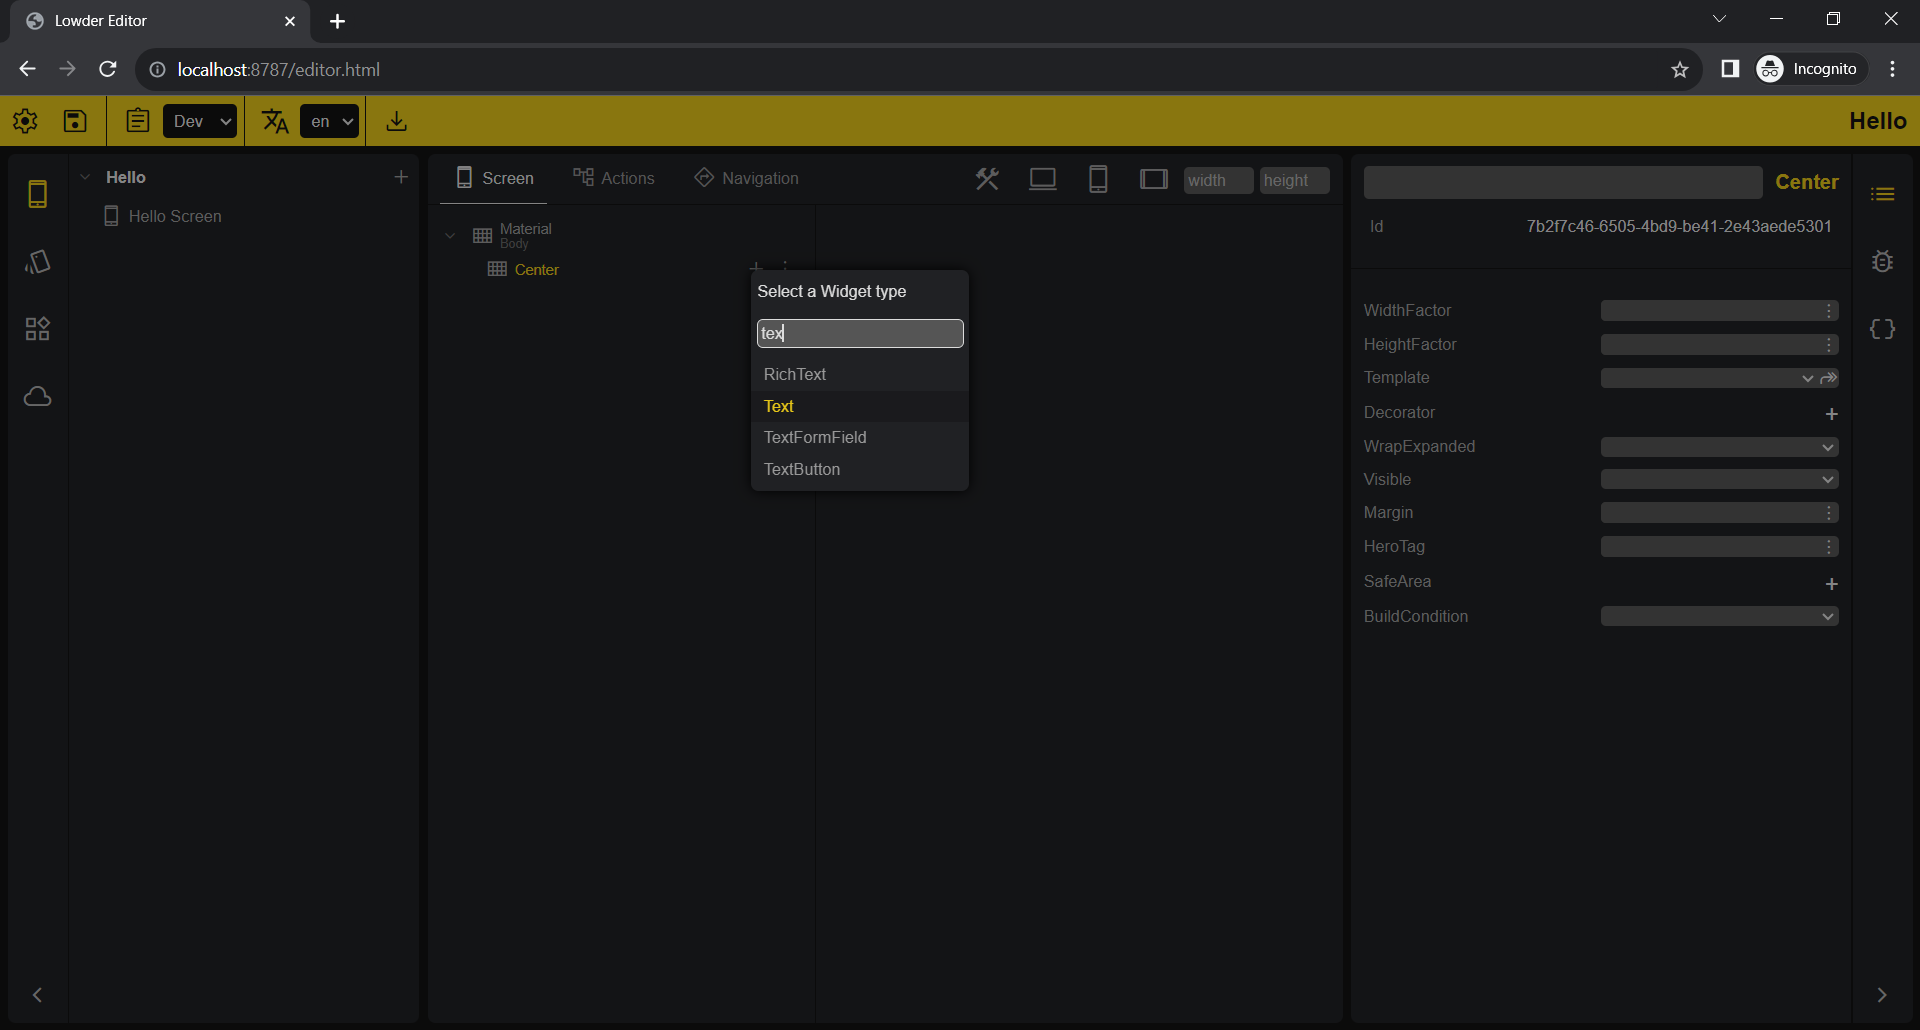 Lowder Editor
localhost:8787/editor.html
Incognito
Dev
en
Hello
Hello
Hello Screen
Screen
Actions
Navigation
width
height
Material
Body
Center
Select a Widget type
tex
RichText
Text
TextFormField
TextButton
Center
Id
7b2f7c46-6505-4bd9-be41-2e43aede5301
WidthFactor
HeightFactor
Template
Decorator
WrapExpanded
Visible
Margin
HeroTag
SafeArea
BuildCondition